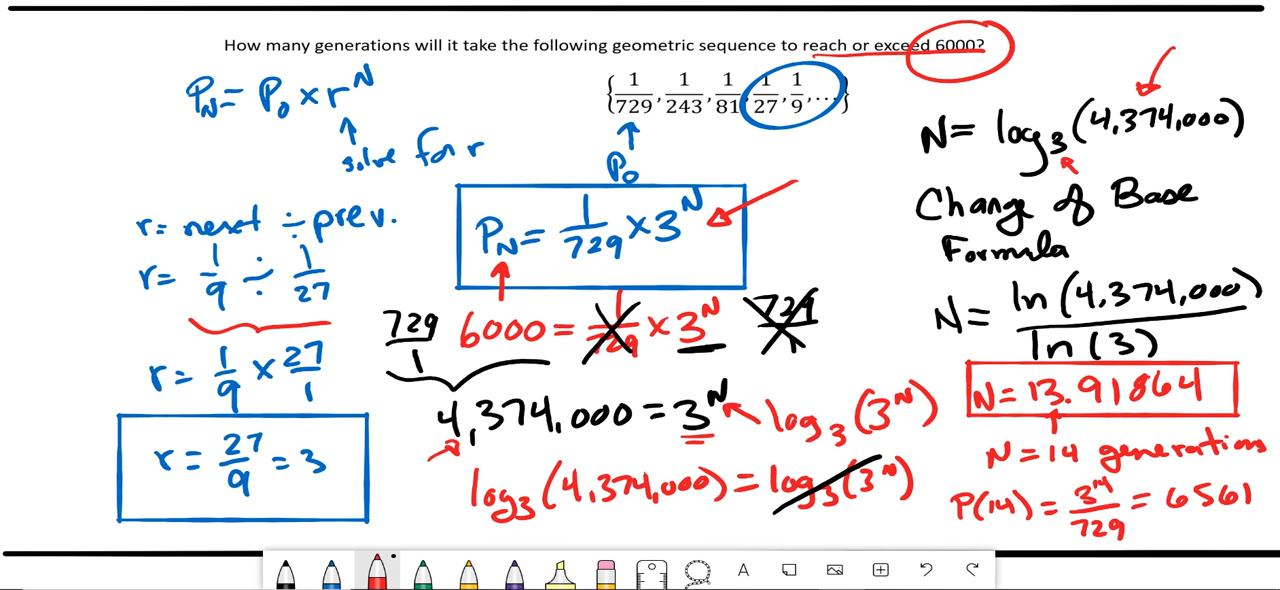 How many generations will it take the following geometric sequence to reach or exceed 6000?
{1/729, 1/243, 1/81, 1/27, 1/9, ...}
P_N = P_0 × r^N
solve for r
P_0
r = next ÷ prev.
r = 1/9 ÷ 1/27
r = 1/9 × 27/1
r = 27/9 = 3
P_N = 1/729 × 3^N
729/1 6000 = 1/729 × 3^N 729/1
4,374,000 = 3^N log_3(3^N)
log_3(4,374,000) = log_3(3^N)
N = log_3(4,374,000)
Change of Base
Formula
N = ln(4,374,000)/ln(3)
N = 13.91864
N = 14 generations
P(14) = 3^14/729 = 6561
A